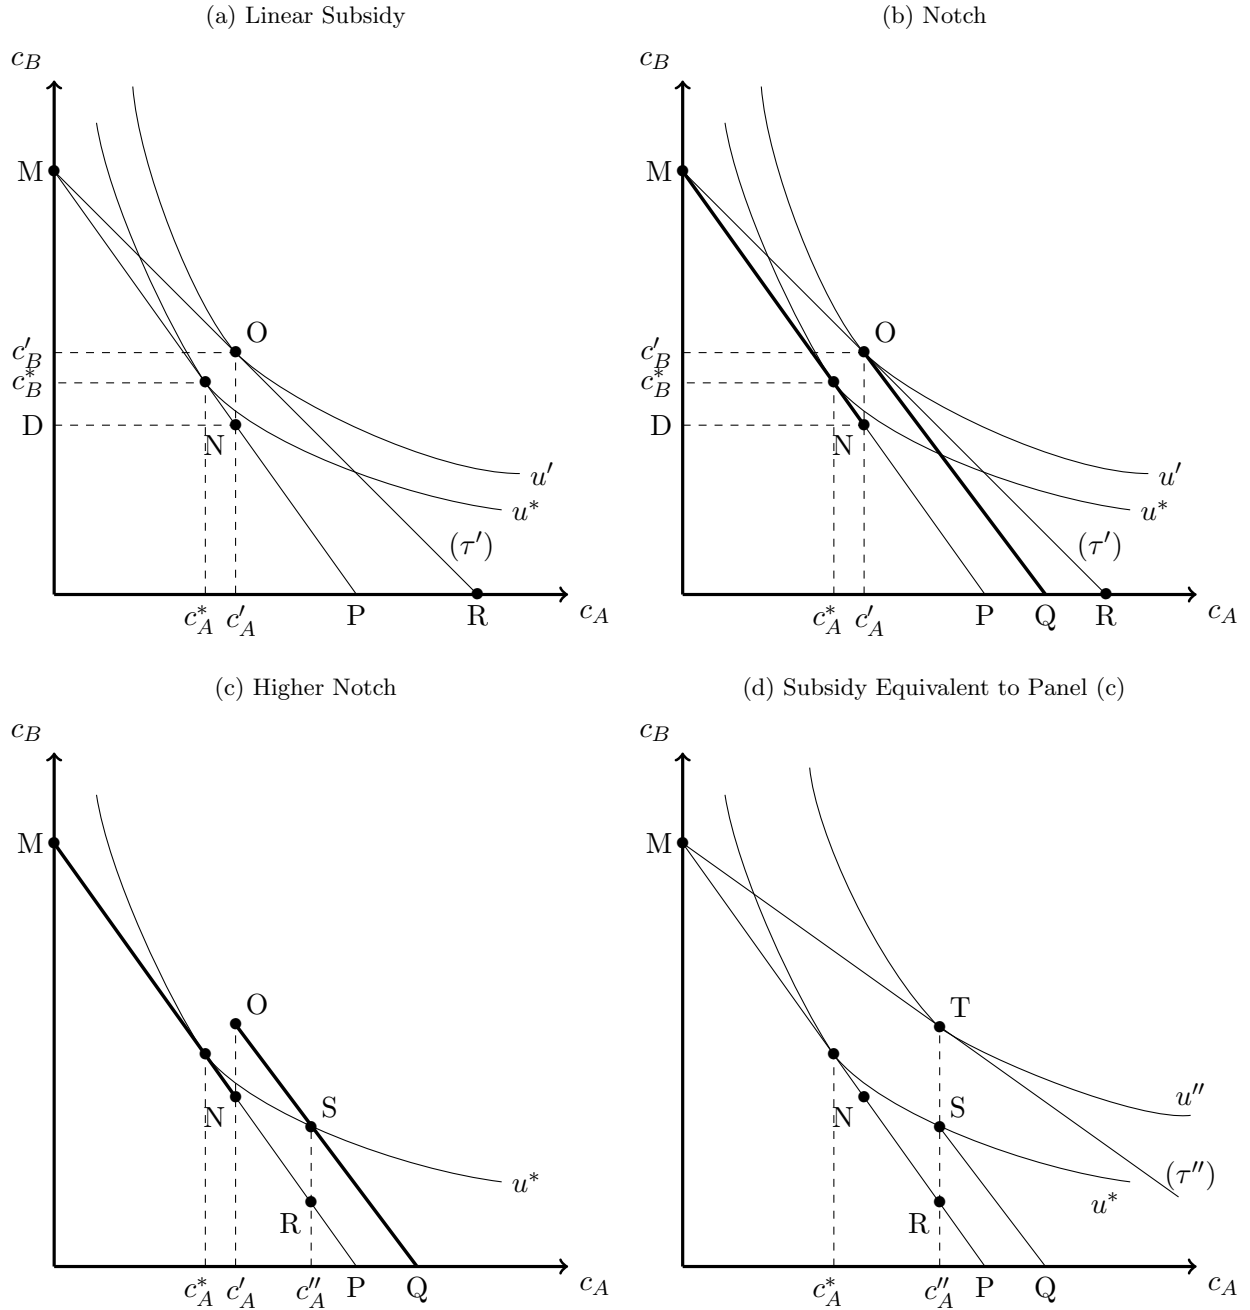 (a) Linear Subsidy
c_B
M
O
c′_B
c*_B
D
N
u′
u*
(τ′)
c*_A c′_A P R c_A
(b) Notch
c_B
M
O
c′_B
c*_B
D
N
u′
u*
(τ′)
c*_A c′_A P Q R c_A
(c) Higher Notch
c_B
M
O
N
S
u*
R
c*_A c′_A c″_A P Q c_A
(d) Subsidy Equivalent to Panel (c)
c_B
M
T
u″
N
S
(τ″)
u*
R
c*_A c″_A P Q c_A